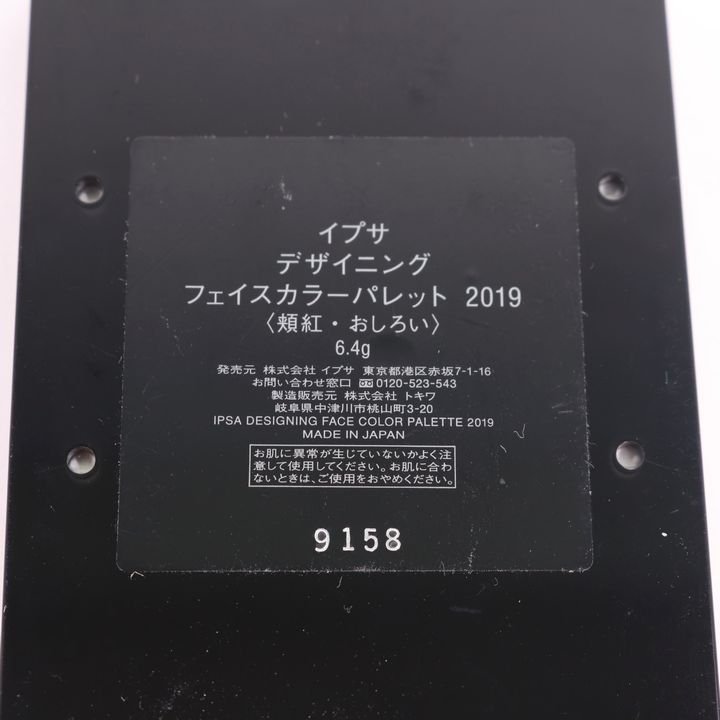 イプサ
デザイニング
フェイスカラーパレット 2019
〈頬紅・おしろい〉
6.4g
発売元 株式会社 イプサ 東京都港区赤坂7-1-16
お問い合わせ窓口 0120-523-543
製造販売元 株式会社 トキワ
岐阜県中津川市桃山町3-20
IPSA DESIGNING FACE COLOR PALETTE 2019
MADE IN JAPAN
お肌に異常が生じていないかよく注
意して使用してください。お肌に合わ
ないときは、ご使用をおやめください。
9158